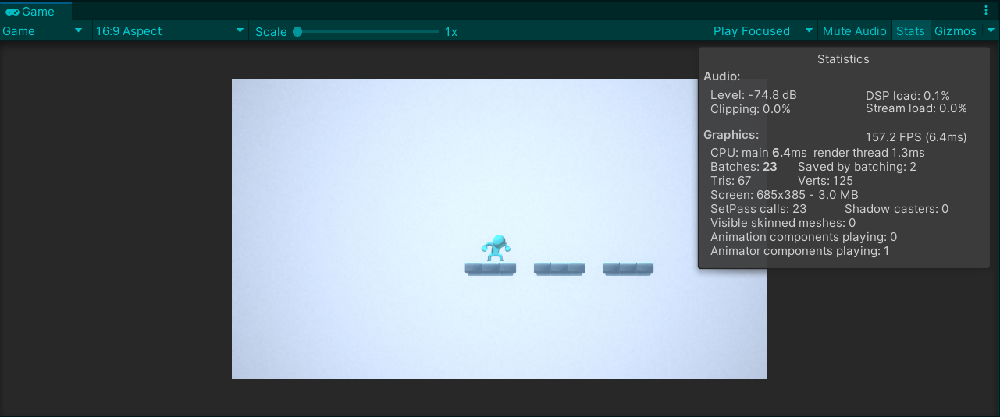 Game
Game 16:9 Aspect Scale 1x Play Focused Mute Audio Stats Gizmos
Statistics
Audio:
Level: -74.8 dB DSP load: 0.1%
Clipping: 0.0% Stream load: 0.0%
Graphics: 157.2 FPS (6.4ms)
CPU: main 6.4ms render thread 1.3ms
Batches: 23 Saved by batching: 2
Tris: 67 Verts: 125
Screen: 685x385 - 3.0 MB
SetPass calls: 23 Shadow casters: 0
Visible skinned meshes: 0
Animation components playing: 0
Animator components playing: 1